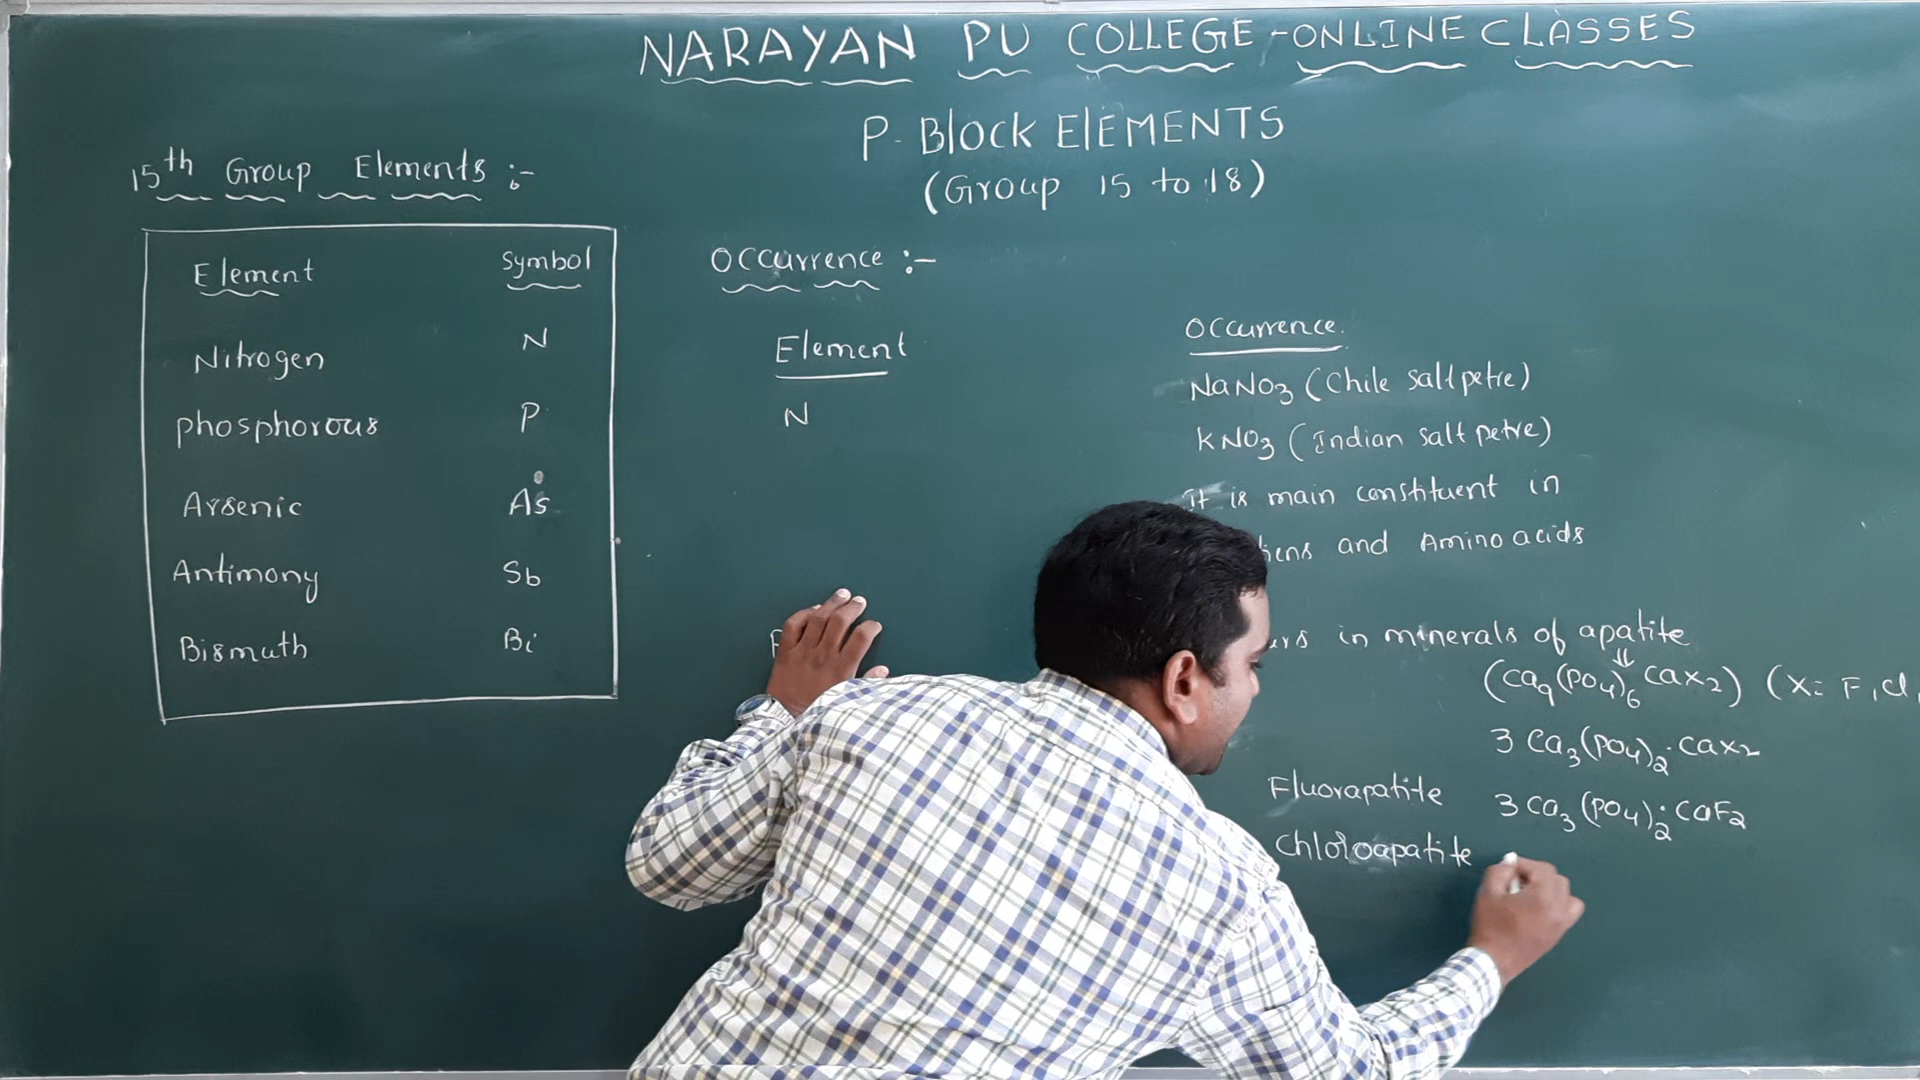 NARAYAN PU COLLEGE - ONLINE CLASSES
P- Block ElEMENTS
(Group 15 to 18)
15th Group Elements :-
Element Symbol
Nitrogen N
phosphorous P
Arsenic As
Antimony Sb
Bismuth Bi
Occurrence :-
Element
N
Occurrence.
NaNO3 (Chile saltpetre)
KNO3 (Indian salt petre)
It is main constituent in
and Amino acids
in minerals of apatite
(Ca9(PO4)6 CaX2) (X= F, Cl,
3 Ca3(PO4)2. CaX2
Fluorapatite 3 Ca3(PO4)2. CaF2
Chloroapatite